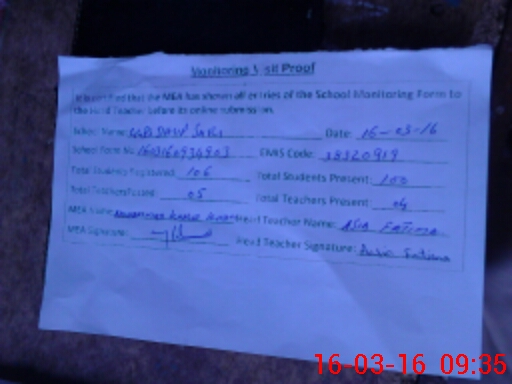 Monitoring Visit Proof
It is certified that the MEA has shown all entries of the School Monitoring Form to
the Head Teacher before its online submission.
School Name: Date: 16-03-16
School Form No. EMIS Code:
Total Students Registered: 106 Total Students Present: 100
Total Teachers Posted: 05 Total Teachers Present: 04
MEA Name: Head Teacher Name: ASIA FATIMA
MEA Signature: Head Teacher Signature: Asia Fatima
16-03-16 09:35